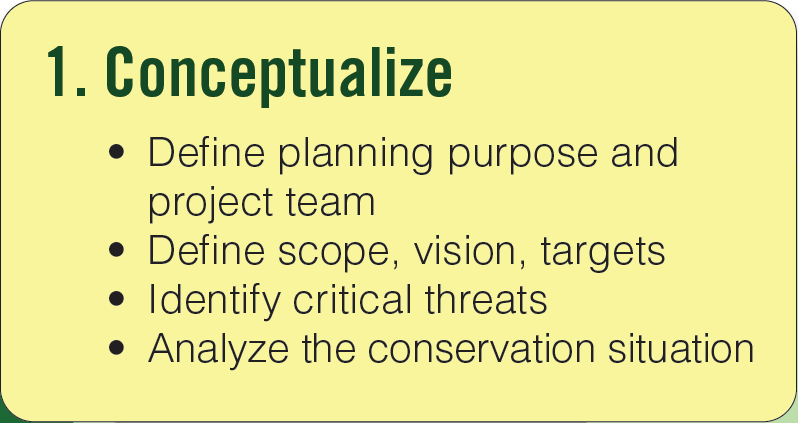 1. Conceptualize
• Define planning purpose and
project team
• Define scope, vision, targets
• Identify critical threats
• Analyze the conservation situation